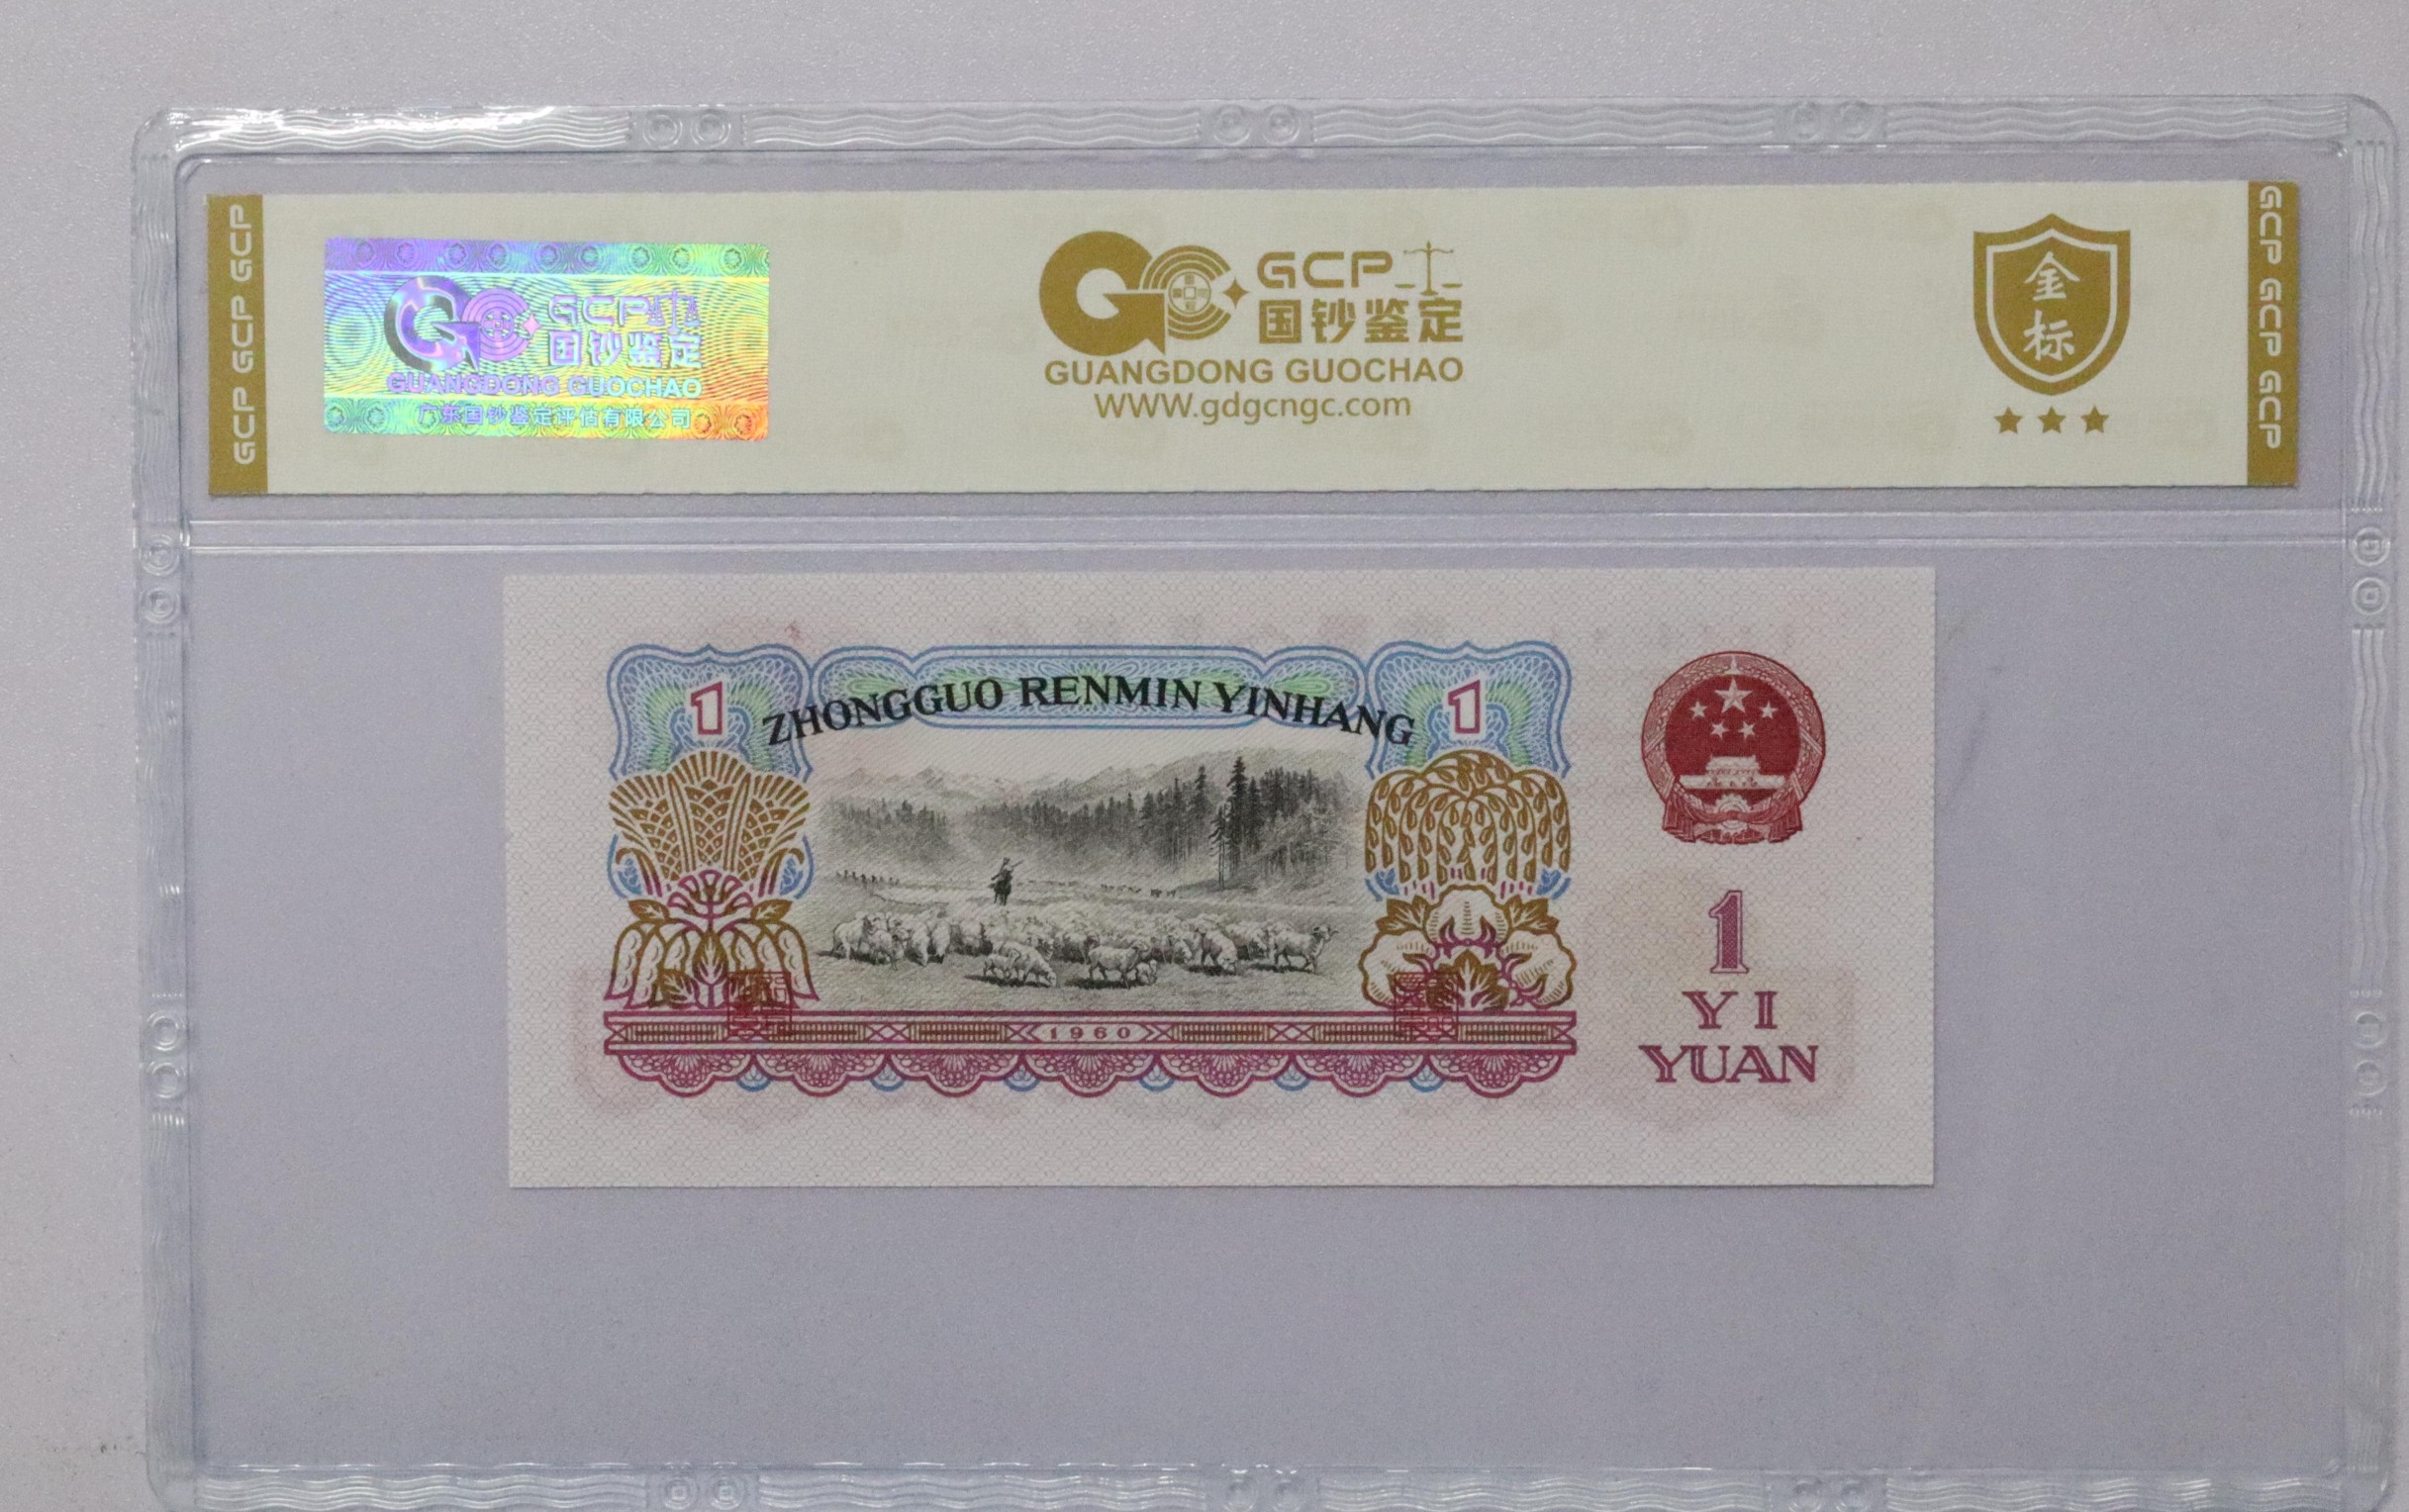 GCP GCP GCP
GCP
国钞鉴定
GUANGDONG GUOCHAO
广东国钞鉴定评估有限公司
GCP
国钞鉴定
GUANGDONG GUOCHAO
WWW.gdgcngc.com
金
标
GCP GCP GCP
1
ZHONGGUO RENMIN YINHANG
1
1960
1
YI
YUAN